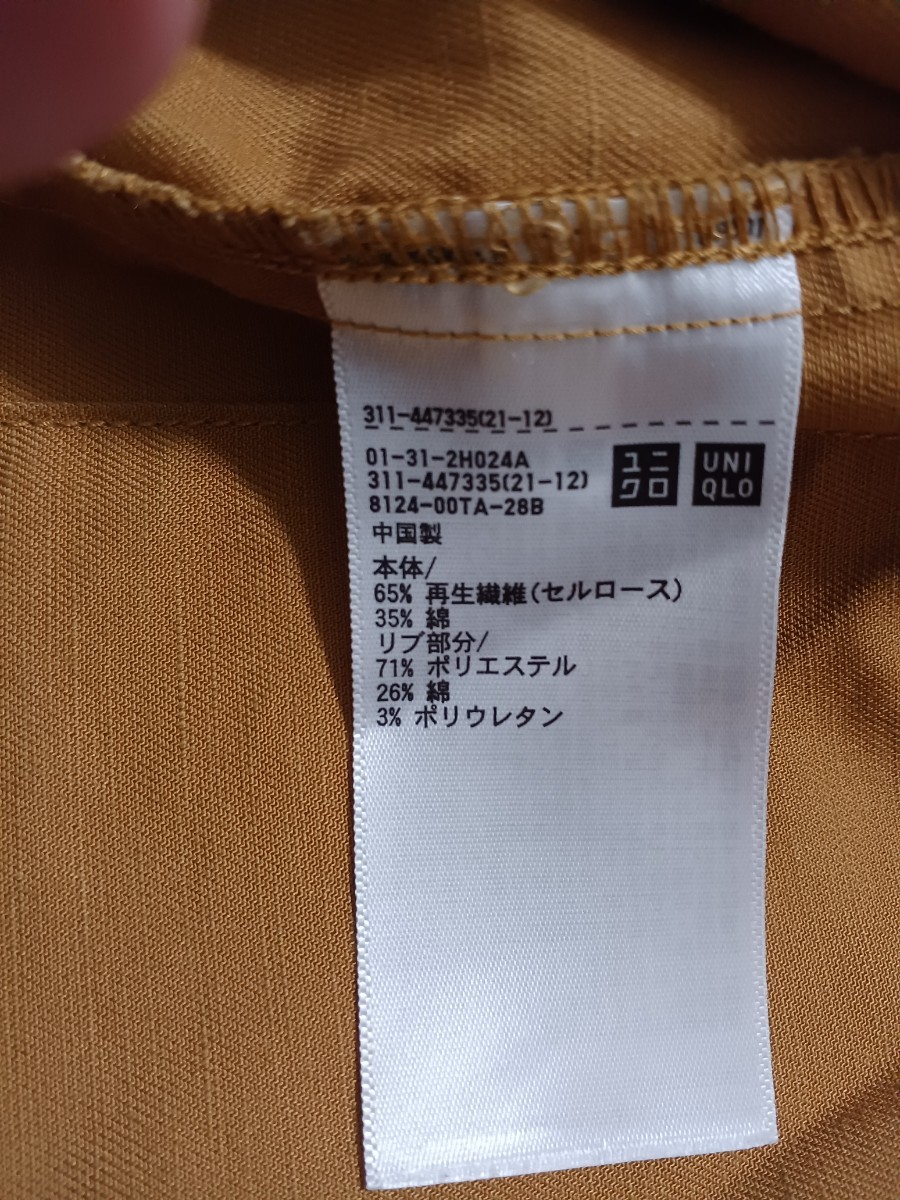 311-447335(21-12)
01-31-2H024A
311-447335(21-12)
8124-00TA-28B
ユニ
クロ
UNI
QLO
中国製
本体/
65% 再生繊維(セルロース)
35% 綿
リブ部分/
71% ポリエステル
26% 綿
3% ポリウレタン